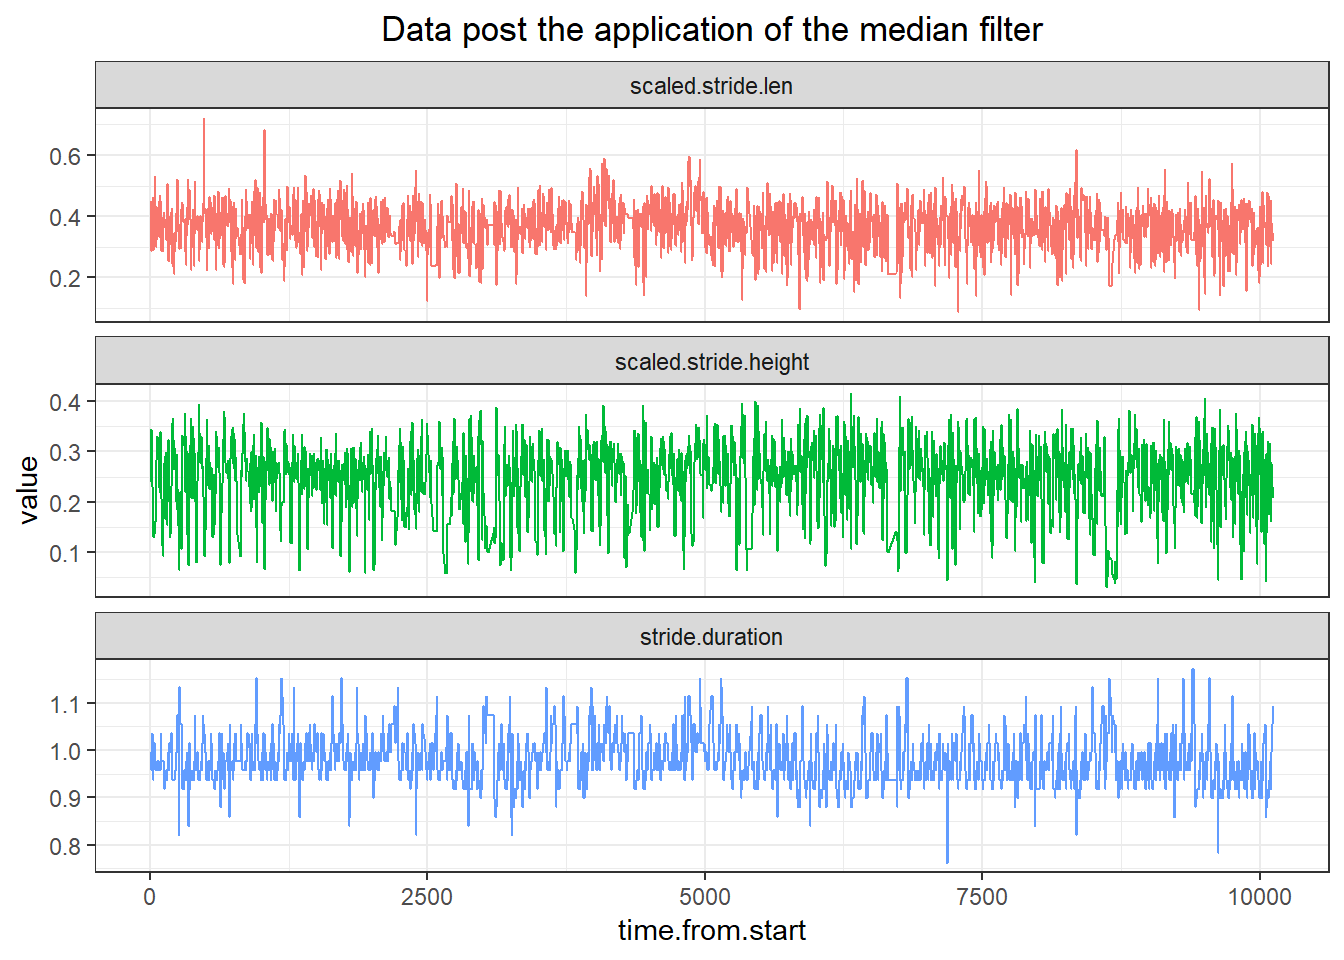 Data post the application of the median filter
scaled.stride.len
0.6
0.4
0.2
scaled.stride.height
0.4
0.3
0.2
0.1
value
stride.duration
1.1
1.0
0.9
0.8
0 2500 5000 7500 10000
time.from.start